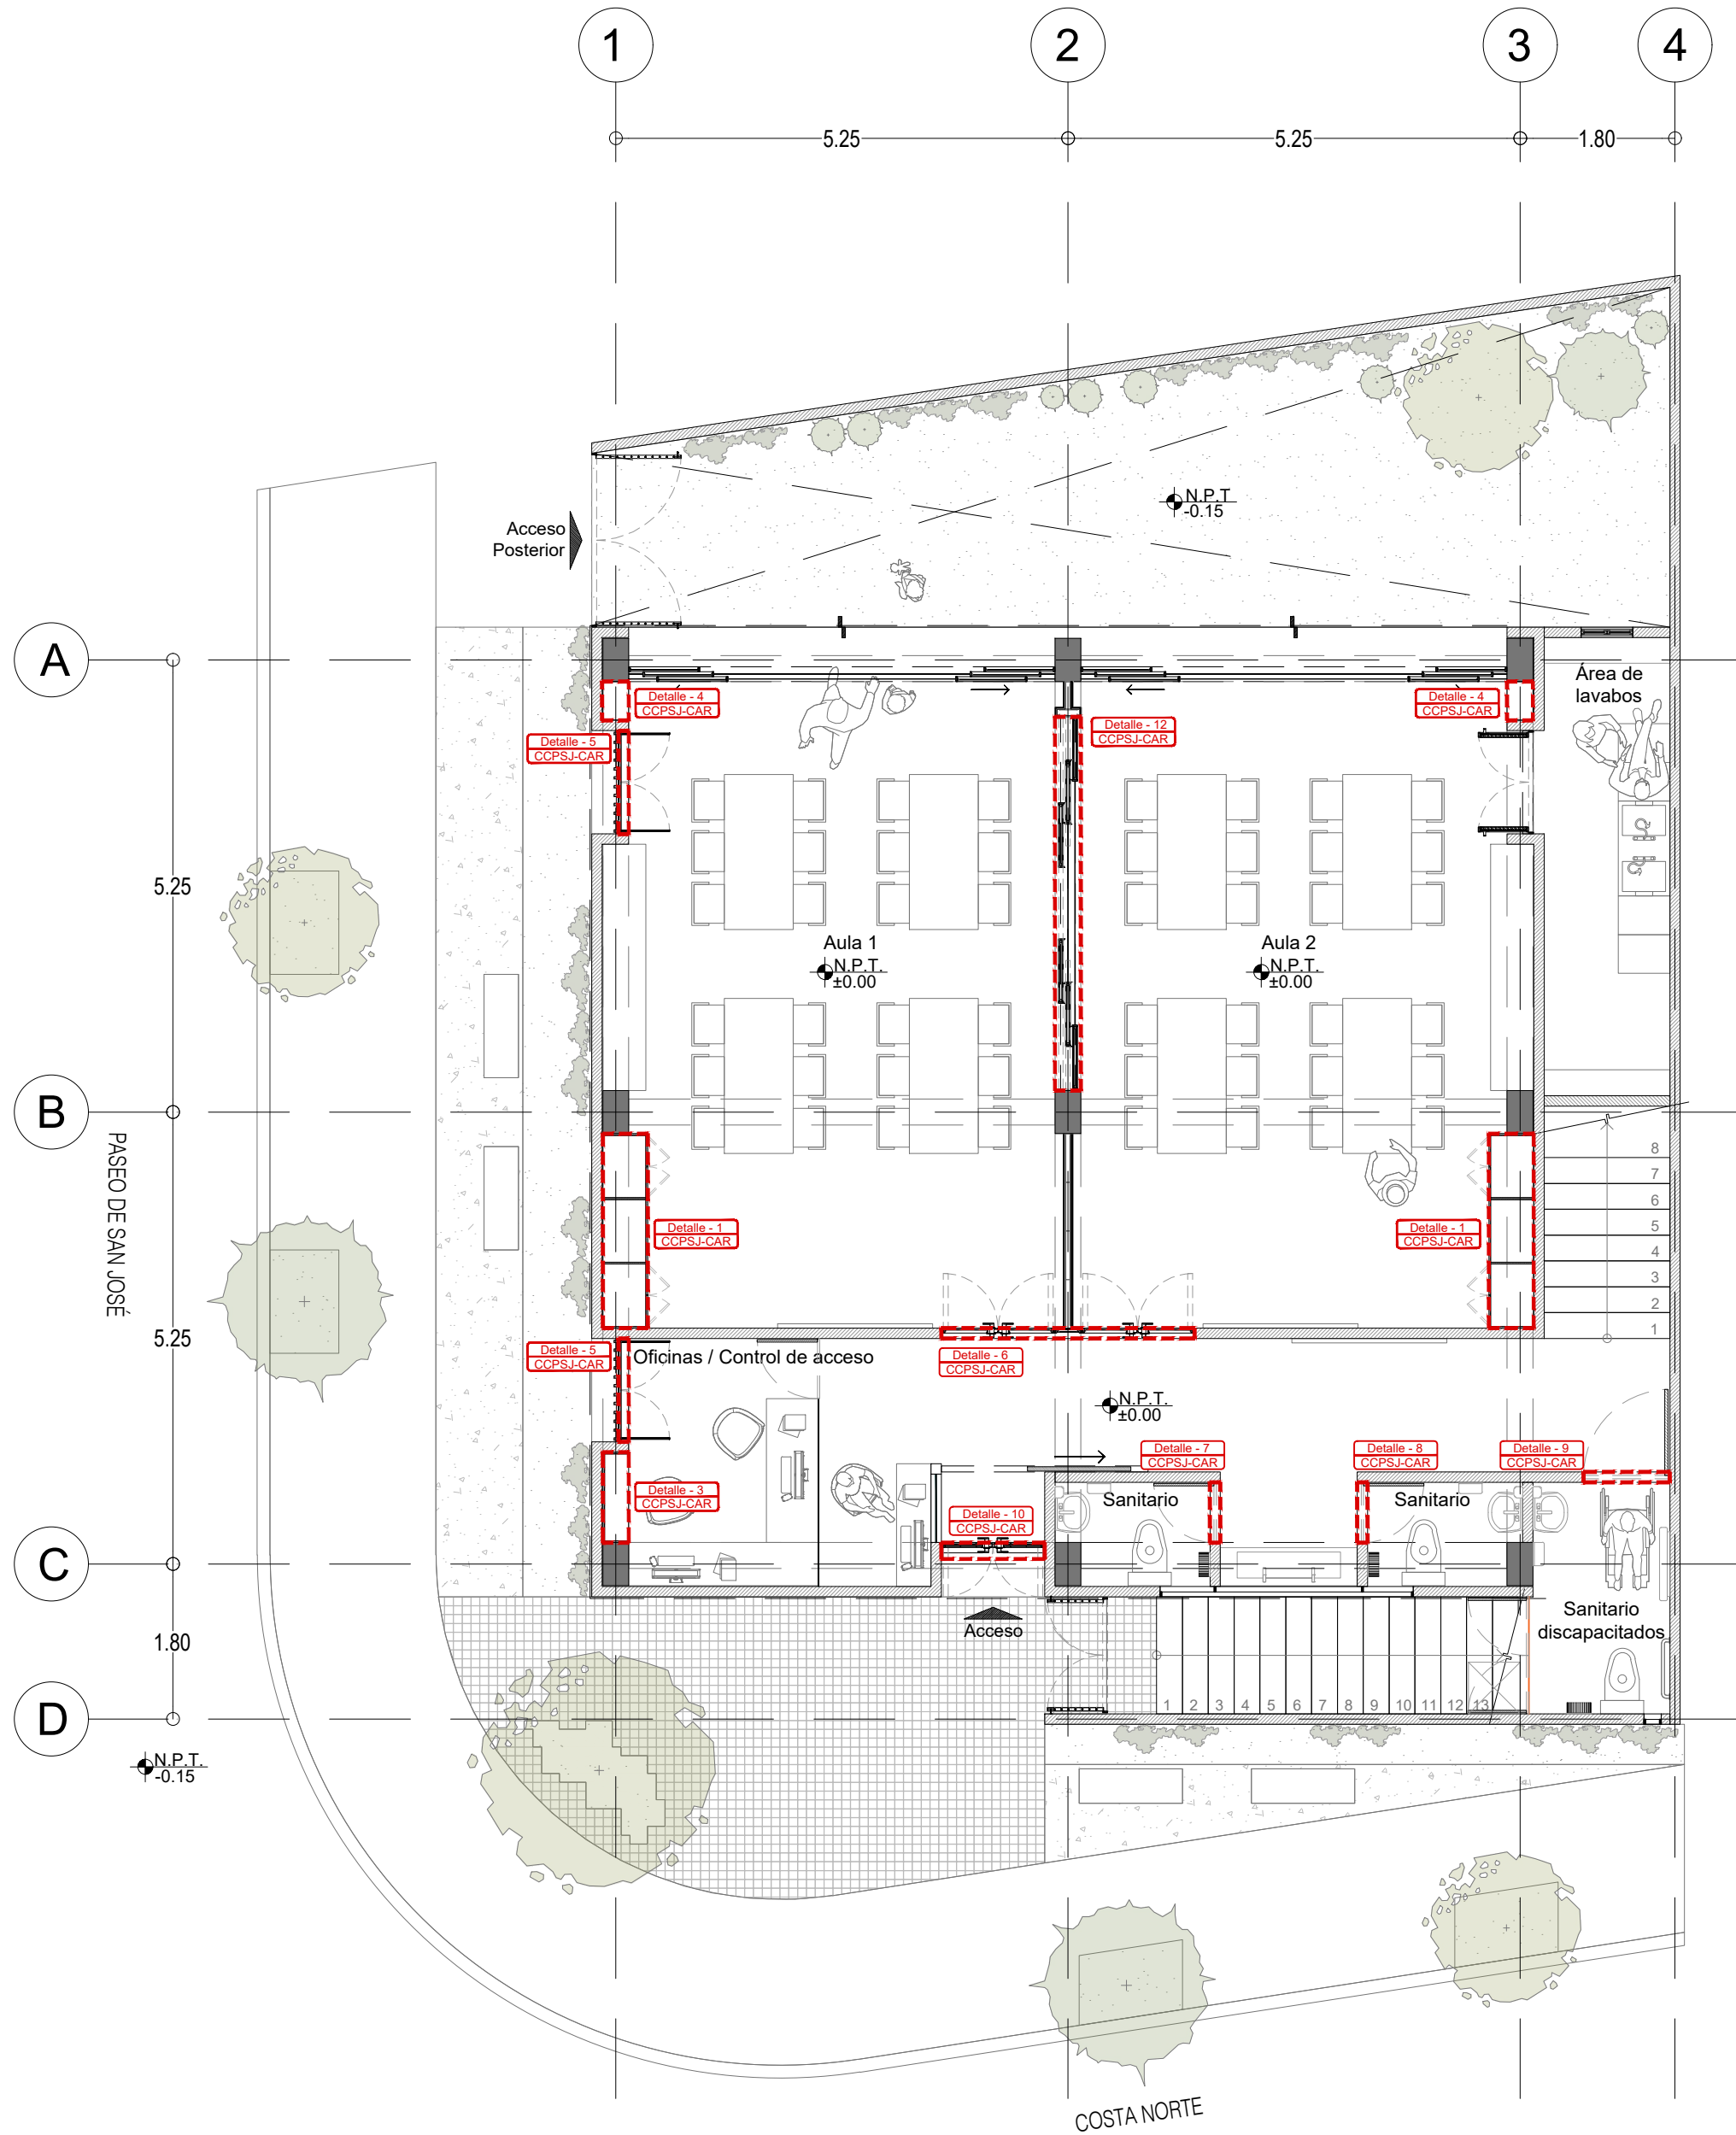 1
2
3
4
5.25
5.25
1.80
N.P.T
-0.15
Acceso
Posterior
A
Área de
lavabos
Detalle - 4
CCPSJ-CAR
Detalle - 4
CCPSJ-CAR
Detalle - 12
CCPSJ-CAR
Detalle - 5
CCPSJ-CAR
5.25
Aula 1
N.P.T.
±0.00
Aula 2
N.P.T.
±0.00
B
PASEO DE SAN JOSÉ
8
7
6
5
4
3
2
1
Detalle - 1
CCPSJ-CAR
Detalle - 1
CCPSJ-CAR
5.25
Detalle - 5
CCPSJ-CAR
Oficinas / Control de acceso
Detalle - 6
CCPSJ-CAR
N.P.T.
±0.00
Detalle - 7
CCPSJ-CAR
Detalle - 8
CCPSJ-CAR
Detalle - 9
CCPSJ-CAR
Detalle - 3
CCPSJ-CAR
Sanitario
Sanitario
Detalle - 10
CCPSJ-CAR
C
Acceso
Sanitario
discapacitados
1.80
1 2 3 4 5 6 7 8 9 10 11 12 13
D
N.P.T.
-0.15
COSTA NORTE